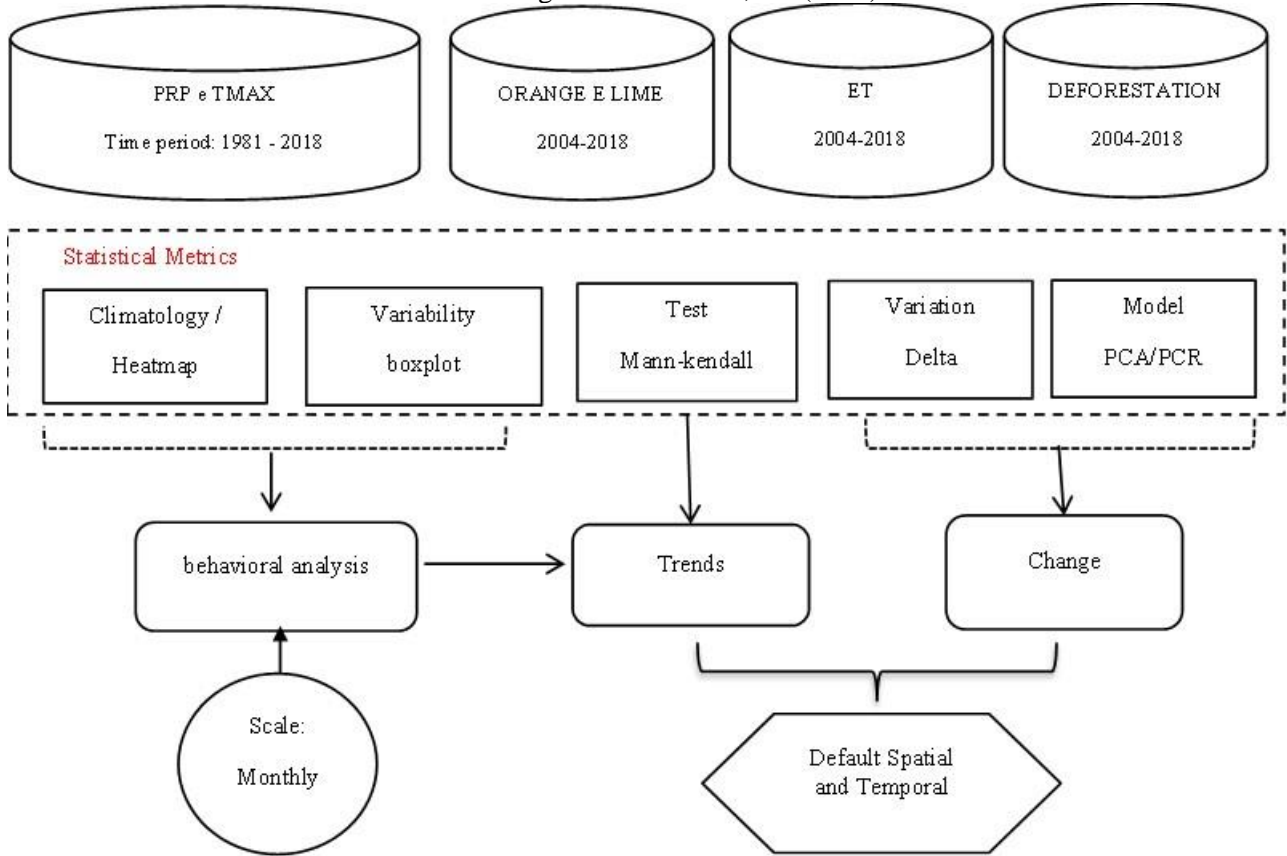 PRP e TMAX
Time period: 1981 - 2018
ORANGE E LIME
2004-2018
ET
2004-2018
DEFORESTATION
2004-2018
Statistical Metrics
Climatology /
Heatmap
Variability
boxplot
Test
Mann-kendall
Variation
Delta
Model
PCA/PCR
behavioral analysis
Trends
Change
Scale:
Monthly
Default Spatial
and Temporal